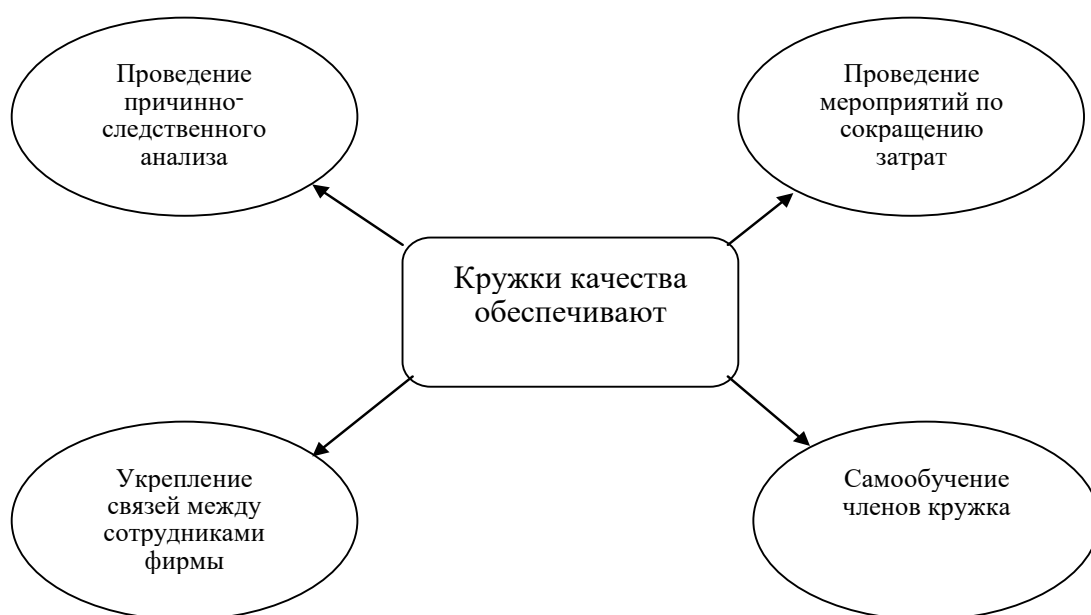 Проведение
причинно-
следственного
анализа
Проведение
мероприятий по
сокращению
затрат
Кружки качества
обеспечивают
Укрепление
связей между
сотрудниками
фирмы
Самообучение
членов кружка